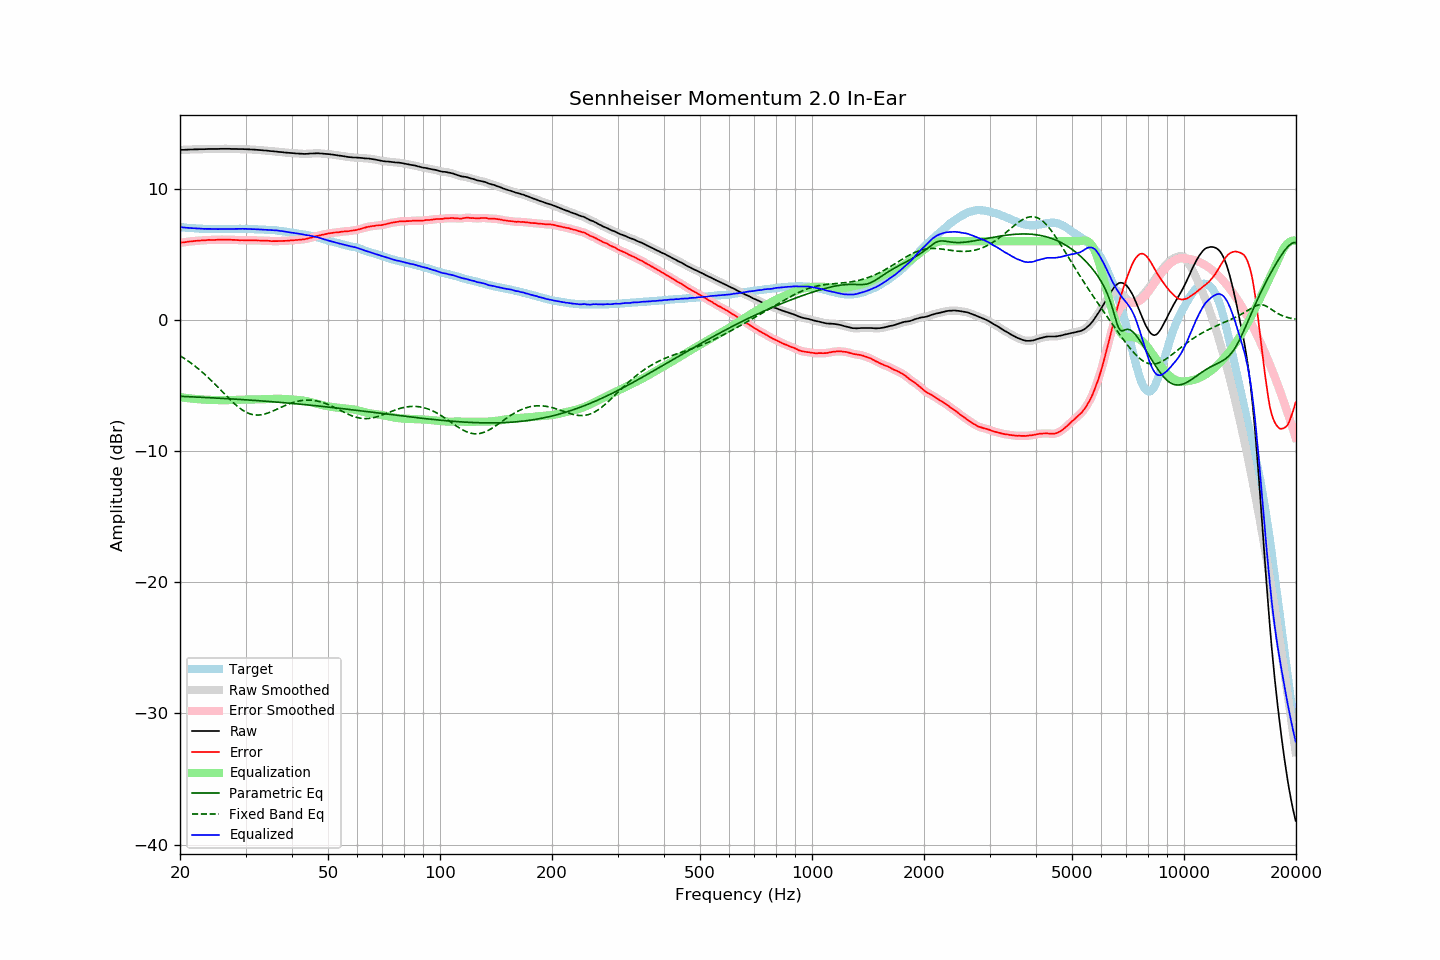 Sennheiser Momentum 2.0 In-Ear
Amplitude (dBr)
10
0
−10
−20
−30
−40
Target
Raw Smoothed
Error Smoothed
Raw
Error
Equalization
Parametric Eq
Fixed Band Eq
Equalized
20 50 100 200 500 1000 2000 5000 10000 20000
Frequency (Hz)